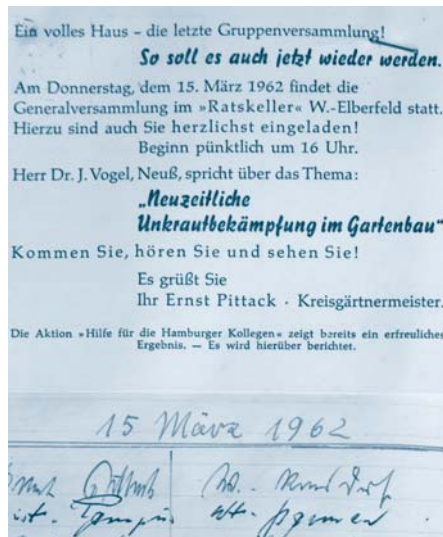 Ein volles Haus - die letzte Gruppenversammlung!
So soll es auch jetzt wieder werden.
Am Donnerstag, dem 15. März 1962 findet die
Generalversammlung im »Ratskeller« W.-Elberfeld statt.
Hierzu sind auch Sie herzlichst eingeladen!
Beginn pünktlich um 16 Uhr.
Herr Dr. J. Vogel, Neuß, spricht über das Thema:
„Neuzeitliche
Unkrautbekämpfung im Gartenbau“
Kommen Sie, hören Sie und sehen Sie!
Es grüßt Sie
Ihr Ernst Pittack · Kreisgärtnermeister.
Die Aktion »Hilfe für die Hamburger Kollegen« zeigt bereits ein erfreuliches
Ergebnis. — Es wird hierüber berichtet.
15 März 1962